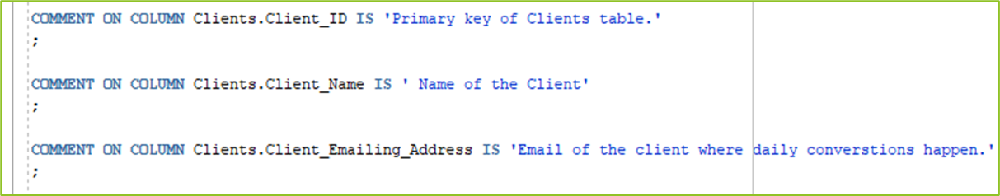 COMMENT ON COLUMN Clients.Client_ID IS 'Primary key of Clients table.'
;
COMMENT ON COLUMN Clients.Client_Name IS ' Name of the Client'
;
COMMENT ON COLUMN Clients.Client_Emailing_Address IS 'Email of the client where daily converstions happen.'
;